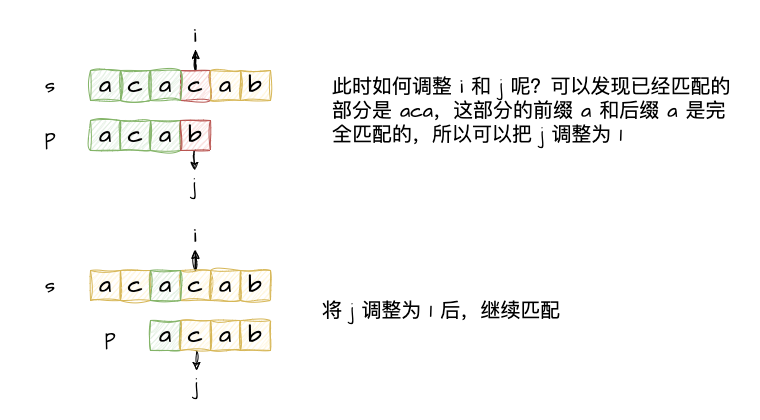 i
s a c a c a b
p a c a b
j
此时如何调整 i 和 j 呢？可以发现已经匹配的
部分是 aca，这部分的前缀 a 和后缀 a 是完
全匹配的，所以可以把 j 调整为 1
i
s a c a c a b
p a c a b
j
将 j 调整为 1 后，继续匹配